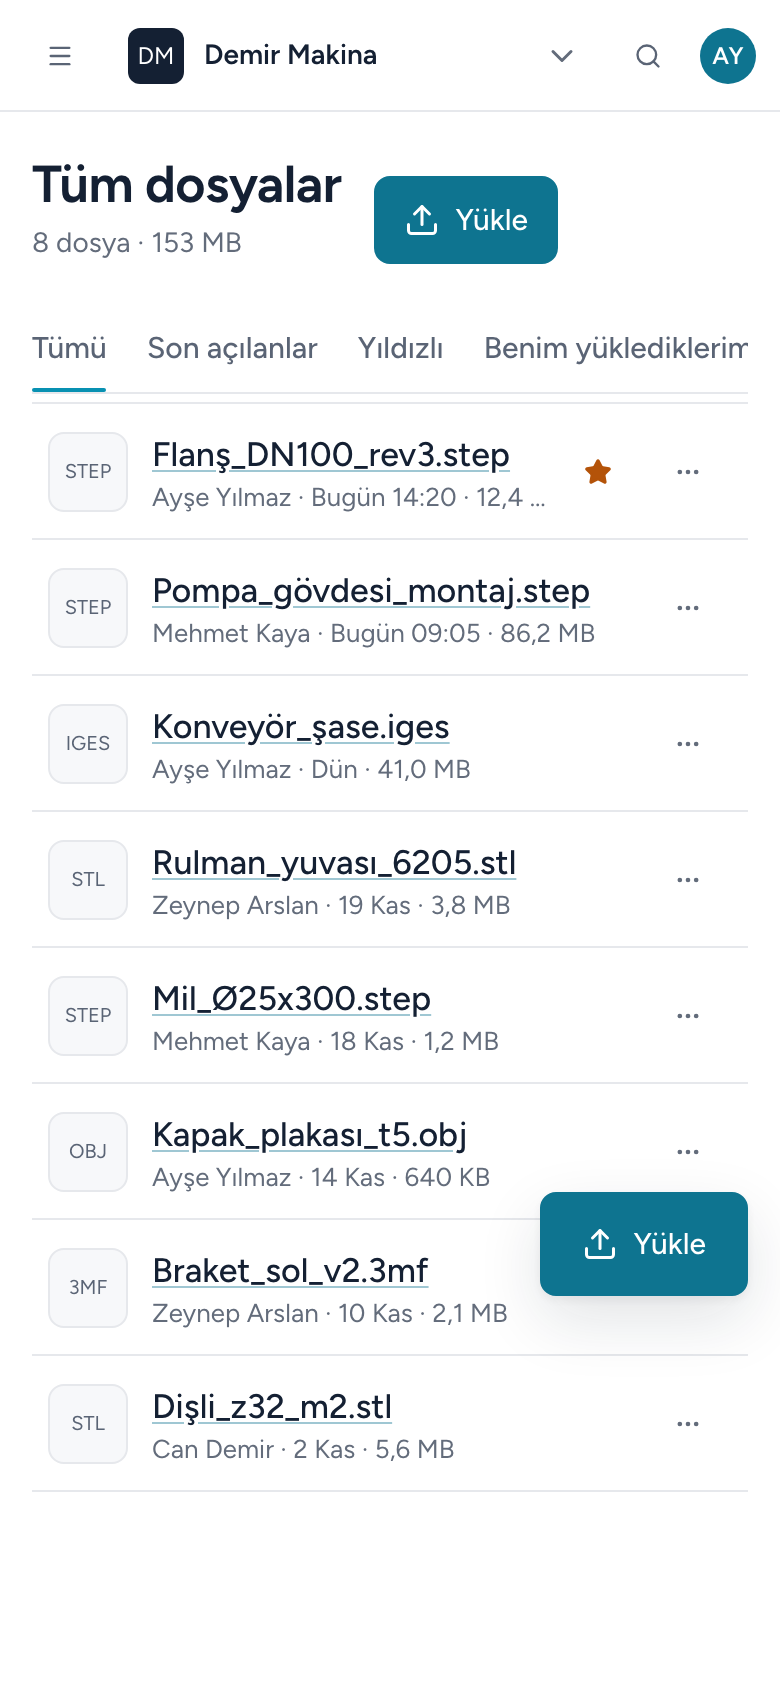 DM Demir Makina AY
Tüm dosyalar
8 dosya · 153 MB
Yükle
Tümü Son açılanlar Yıldızlı Benim yüklediklerim
STEP
Flanş_DN100_rev3.step
Ayşe Yılmaz · Bugün 14:20 · 12,4 ...
STEP
Pompa_gövdesi_montaj.step
Mehmet Kaya · Bugün 09:05 · 86,2 MB
IGES
Konveyör_şase.iges
Ayşe Yılmaz · Dün · 41,0 MB
STL
Rulman_yuvası_6205.stl
Zeynep Arslan · 19 Kas · 3,8 MB
STEP
Mil_Ø25x300.step
Mehmet Kaya · 18 Kas · 1,2 MB
OBJ
Kapak_plakası_t5.obj
Ayşe Yılmaz · 14 Kas · 640 KB
Yükle
3MF
Braket_sol_v2.3mf
Zeynep Arslan · 10 Kas · 2,1 MB
STL
Dişli_z32_m2.stl
Can Demir · 2 Kas · 5,6 MB